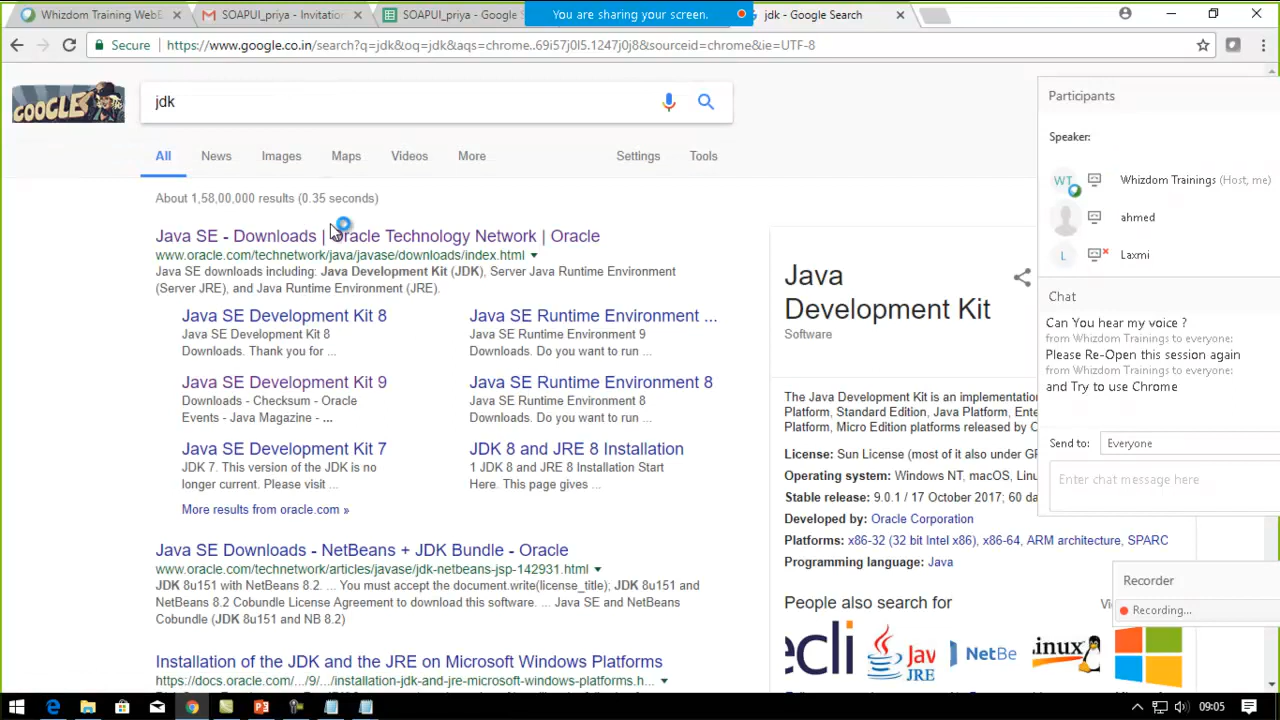 Whizdom Training WebE
SOAPUI_priya - Invitation
SOAPUI_priya - Google S
You are sharing your screen.
jdk - Google Search
Secure
https://www.google.co.in/search?q=jdk&oq=jdk&aqs=chrome..69i57j0l5.1247j0j8&sourceid=chrome&ie=UTF-8
GOOGLES
jdk
All
News
Images
Maps
Videos
More
Settings
Tools
About 1,58,00,000 results (0.35 seconds)
Java SE - Downloads | Oracle Technology Network | Oracle
www.oracle.com/technetwork/java/javase/downloads/index.html
Java SE downloads including: Java Development Kit (JDK), Server Java Runtime Environment
(Server JRE), and Java Runtime Environment (JRE).
Java SE Development Kit 8
Java SE Development Kit 8
Downloads. Thank you for ...
Java SE Runtime Environment ...
Java SE Runtime Environment 9
Downloads. Do you want to run ...
Java SE Development Kit 9
Downloads - Checksum - Oracle
Events - Java Magazine - ...
Java SE Runtime Environment 8
Java SE Runtime Environment 8
Downloads. Do you want to run ...
Java SE Development Kit 7
JDK 7. This version of the JDK is no
longer current. Please visit ...
JDK 8 and JRE 8 Installation
1 JDK 8 and JRE 8 Installation Start
Here. This page gives ...
More results from oracle.com »
Java SE Downloads - NetBeans + JDK Bundle - Oracle
www.oracle.com/technetwork/articles/javase/jdk-netbeans-jsp-142931.html
JDK 8u151 with NetBeans 8.2. ... You must accept the document.write(license_title); JDK 8u151 and
NetBeans 8.2 Cobundle License Agreement to download this software. ... Java SE and NetBeans
Cobundle (JDK 8u151 and NB 8.2)
Installation of the JDK and the JRE on Microsoft Windows Platforms
https://docs.oracle.com/.../9/.../installation-jdk-and-jre-microsoft-windows-platforms.h...
Java
Development Kit
Software
The Java Development Kit is an implementation
Platform, Standard Edition, Java Platform, Ente
Platform, Micro Edition platforms released by C
License: Sun License (most of it also under GP
Operating system: Windows NT, macOS, Linu
Stable release: 9.0.1 / 17 October 2017; 60 da
Developed by: Oracle Corporation
Platforms: x86-32 (32 bit Intel x86), x86-64, ARM architecture, SPARC
Programming language: Java
People also search for
Vi
ecli
Jav
JRE
NetBe
Linux
Participants
Speaker:
WT
Whizdom Trainings (Host, me)
ahmed
L
Laxmi
Chat
Can You hear my voice ?
from Whizdom Trainings to everyone:
Please Re-Open this session again
from Whizdom Trainings to everyone:
and Try to use Chrome
Send to:
Everyone
Enter chat message here
Recorder
Recording...
09:05